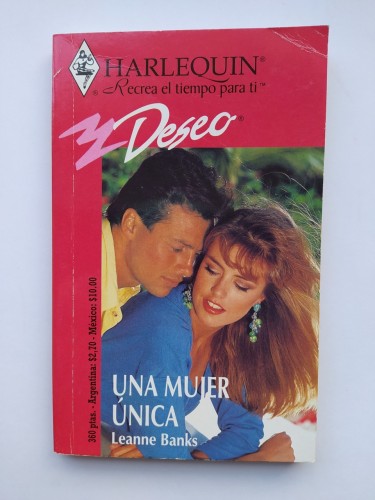 HARLEQUIN®
Recrea el tiempo para ti™
®
Deseo®
360 ptas. - Argentina: $2,70 - México: $10.00
UNA MUJER
ÚNICA
Leanne Banks